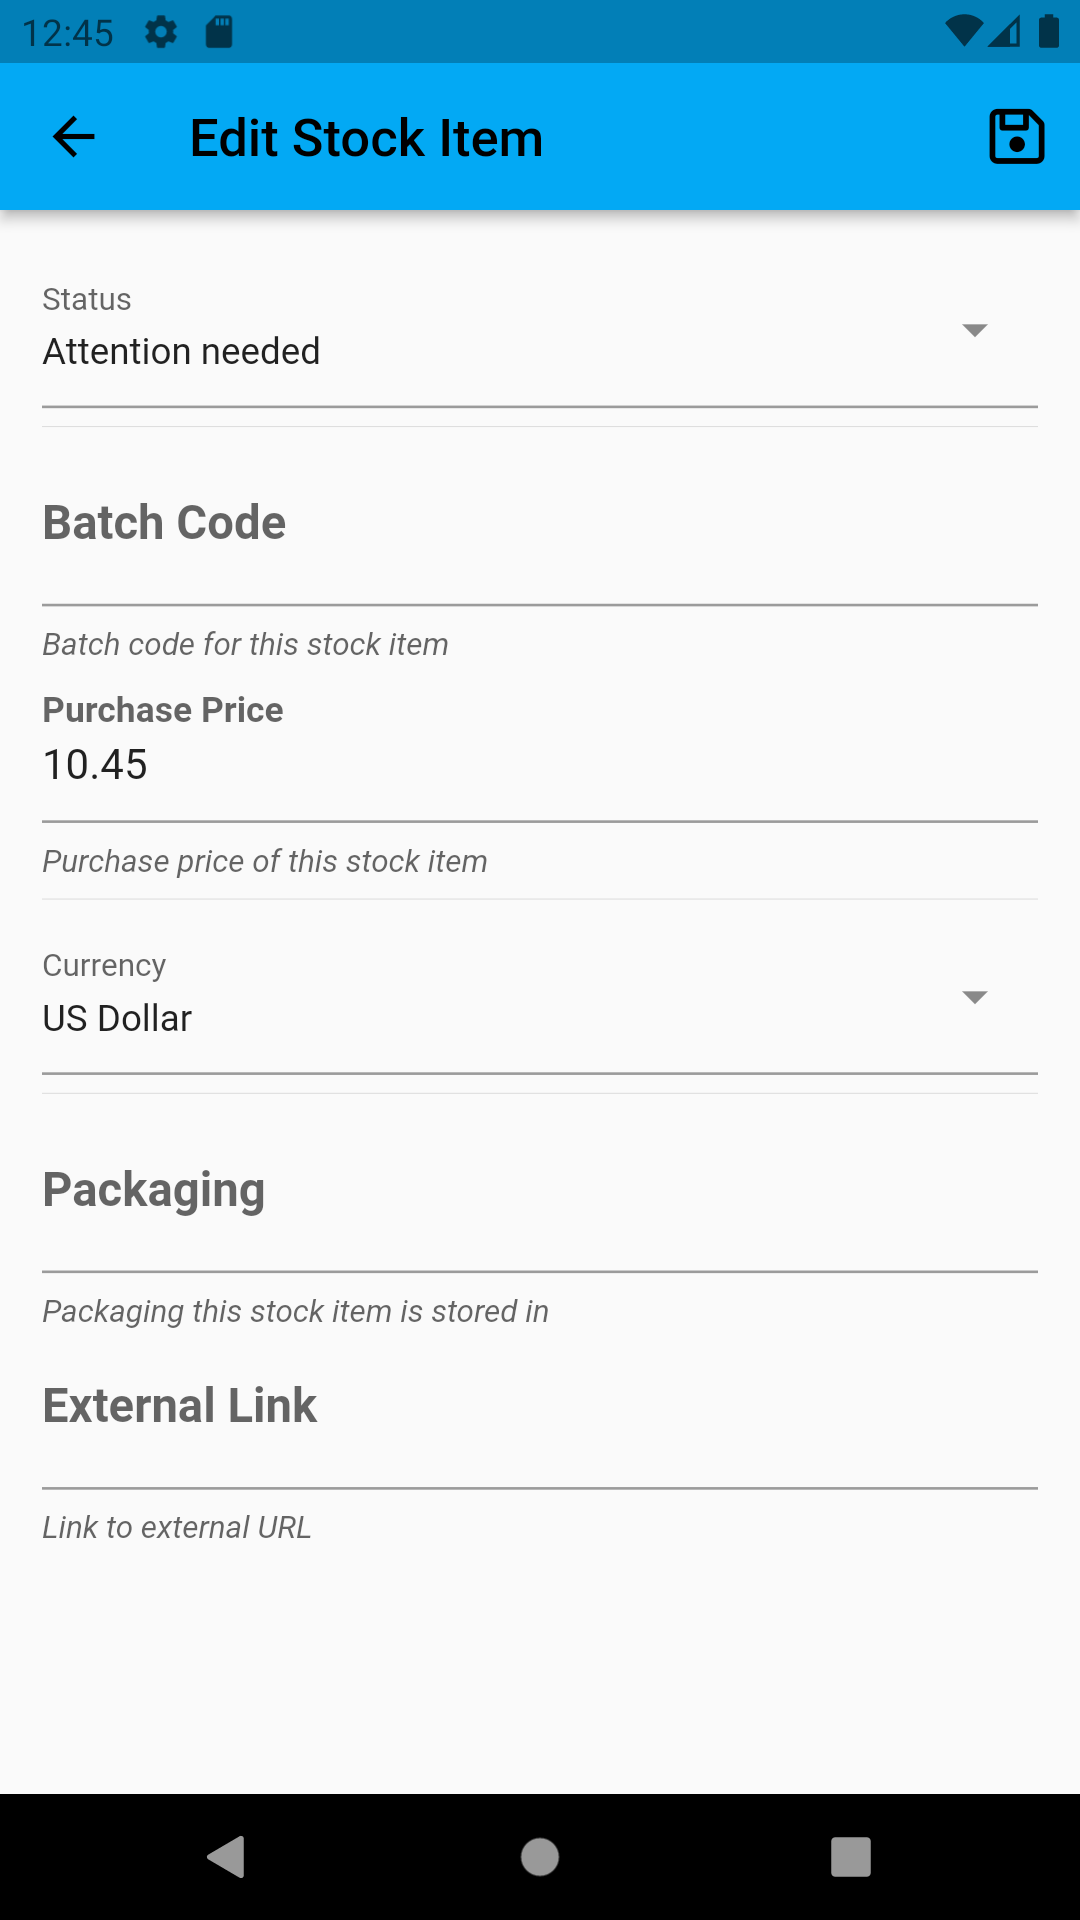 12:45
Edit Stock Item
Status
Attention needed
Batch Code
Batch code for this stock item
Purchase Price
10.45
Purchase price of this stock item
Currency
US Dollar
Packaging
Packaging this stock item is stored in
External Link
Link to external URL